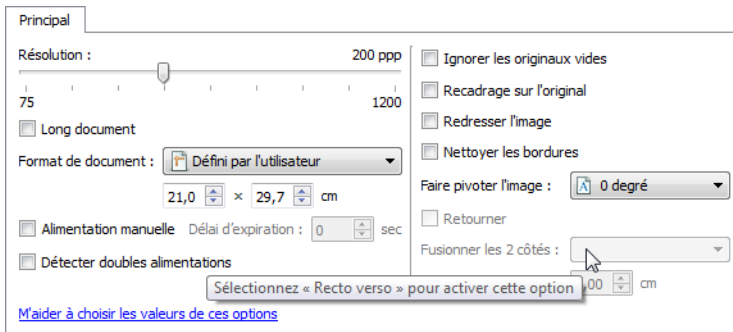 Principal
Résolution : 200 ppp
75 1200
Long document
Format de document : Défini par l'utilisateur
21,0 × 29,7 cm
Alimentation manuelle Délai d'expiration : 0 sec
Détecter doubles alimentations
M'aider à choisir les valeurs de ces options
Ignorer les originaux vides
Recadrage sur l'original
Redresser l'image
Nettoyer les bordures
Faire pivoter l'image : A 0 degré
Retourner
Fusionner les 2 côtés :
,00 cm
Sélectionnez « Recto verso » pour activer cette option